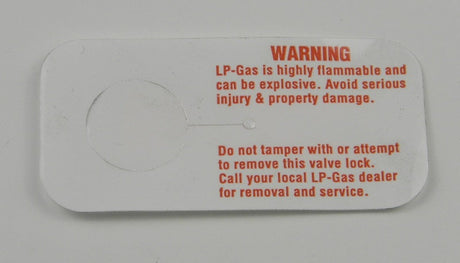 WARNING
LP-Gas is highly flammable and
can be explosive. Avoid serious
injury & property damage.
Do not tamper with or attempt
to remove this valve lock.
Call your local LP-Gas dealer
for removal and service.